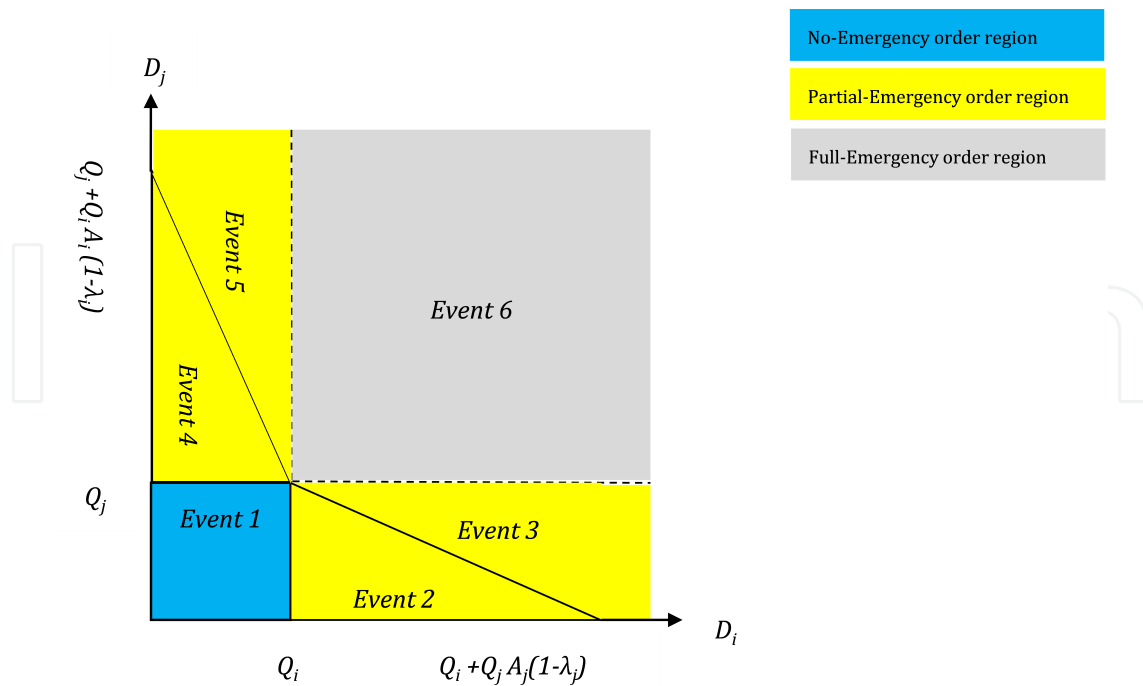 No-Emergency order region
Partial-Emergency order region
Full-Emergency order region
D_j
Q_j +Q_i A_i (1-λ_i)
Event 5
Event 6
Event 4
Q_j
Event 1
Event 3
Event 2
D_i
Q_i
Q_i +Q_j A_j(1-λ_j)